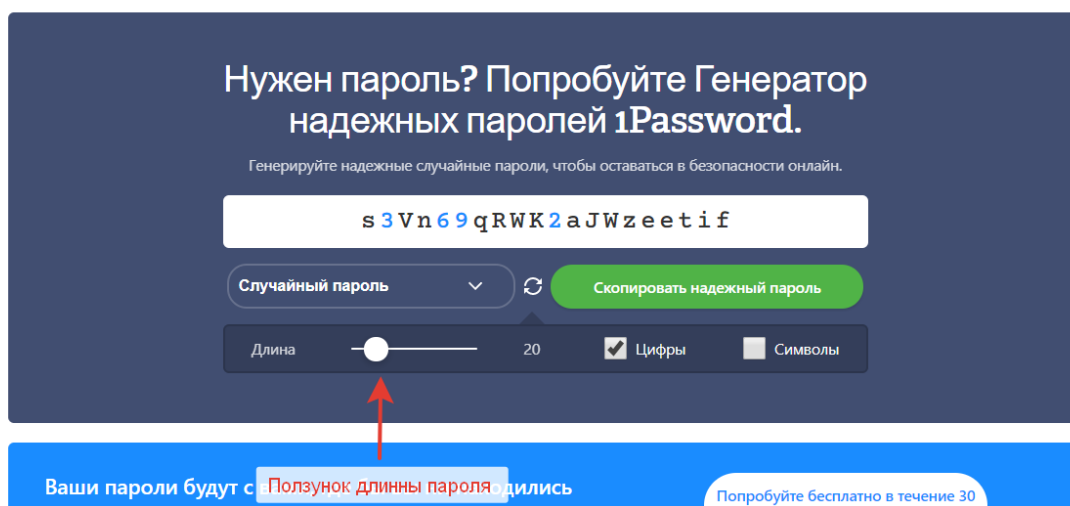 Нужен пароль? Попробуйте Генератор
надежных паролей 1Password.
Генерируйте надежные случайные пароли, чтобы оставаться в безопасности онлайн.
s3Vn69qRWK2aJWzeetif
Случайный пароль
Скопировать надежный пароль
Длина 20 Цифры Символы
Ваши пароли будут с
Ползунок длинны пароля
Попробуйте бесплатно в течение 30